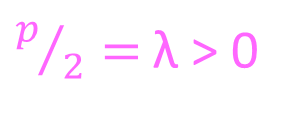 p/2 = λ > 0